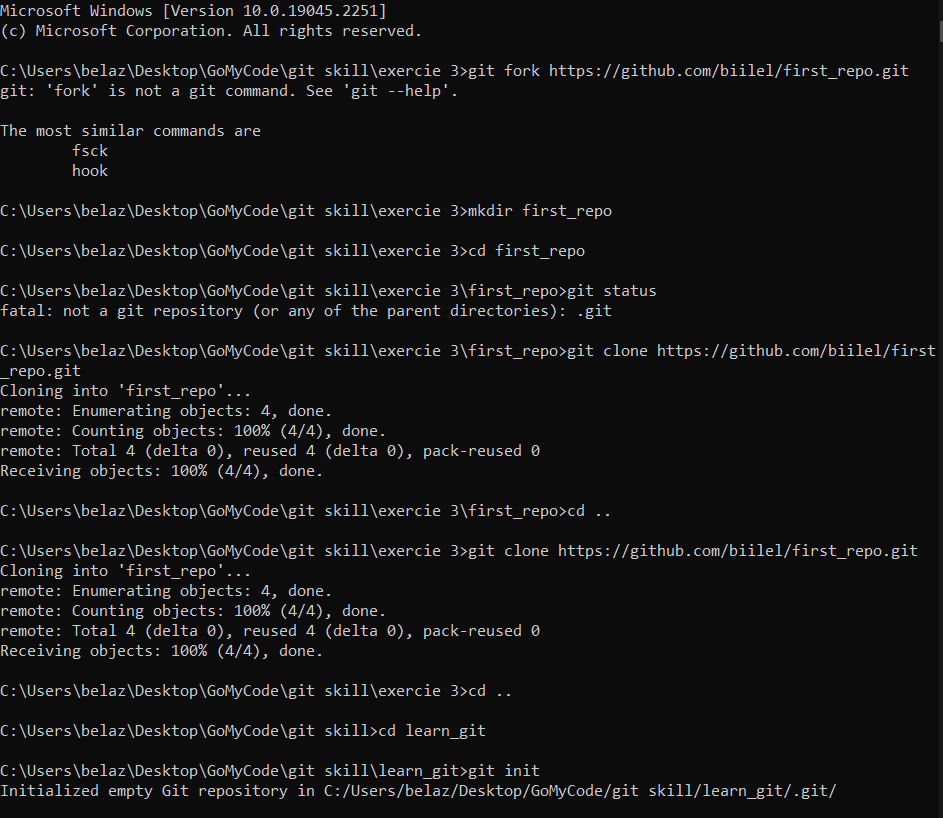 Microsoft Windows [Version 10.0.19045.2251]
(c) Microsoft Corporation. All rights reserved.
C:\Users\belaz\Desktop\GoMyCode\git skill\exercie 3>git fork https://github.com/biilel/first_repo.git
git: 'fork' is not a git command. See 'git --help'.
The most similar commands are
fsck
hook
C:\Users\belaz\Desktop\GoMyCode\git skill\exercie 3>mkdir first_repo
C:\Users\belaz\Desktop\GoMyCode\git skill\exercie 3>cd first_repo
C:\Users\belaz\Desktop\GoMyCode\git skill\exercie 3\first_repo>git status
fatal: not a git repository (or any of the parent directories): .git
C:\Users\belaz\Desktop\GoMyCode\git skill\exercie 3\first_repo>git clone https://github.com/biilel/first
_repo.git
Cloning into 'first_repo'...
remote: Enumerating objects: 4, done.
remote: Counting objects: 100% (4/4), done.
remote: Total 4 (delta 0), reused 4 (delta 0), pack-reused 0
Receiving objects: 100% (4/4), done.
C:\Users\belaz\Desktop\GoMyCode\git skill\exercie 3\first_repo>cd ..
C:\Users\belaz\Desktop\GoMyCode\git skill\exercie 3>git clone https://github.com/biilel/first_repo.git
Cloning into 'first_repo'...
remote: Enumerating objects: 4, done.
remote: Counting objects: 100% (4/4), done.
remote: Total 4 (delta 0), reused 4 (delta 0), pack-reused 0
Receiving objects: 100% (4/4), done.
C:\Users\belaz\Desktop\GoMyCode\git skill\exercie 3>cd ..
C:\Users\belaz\Desktop\GoMyCode\git skill>cd learn_git
C:\Users\belaz\Desktop\GoMyCode\git skill\learn_git>git init
Initialized empty Git repository in C:/Users/belaz/Desktop/GoMyCode/git skill/learn_git/.git/